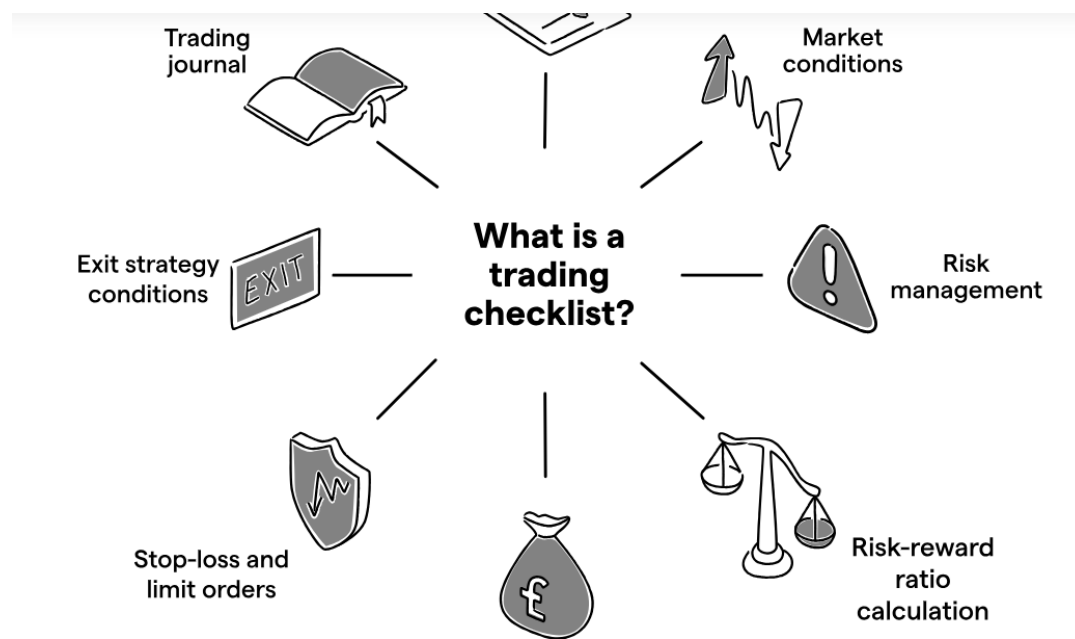 Trading
journal
Market
conditions
What is a
trading
checklist?
Exit strategy
conditions
EXIT
Risk
management
Stop-loss and
limit orders
£
Risk-reward
ratio
calculation